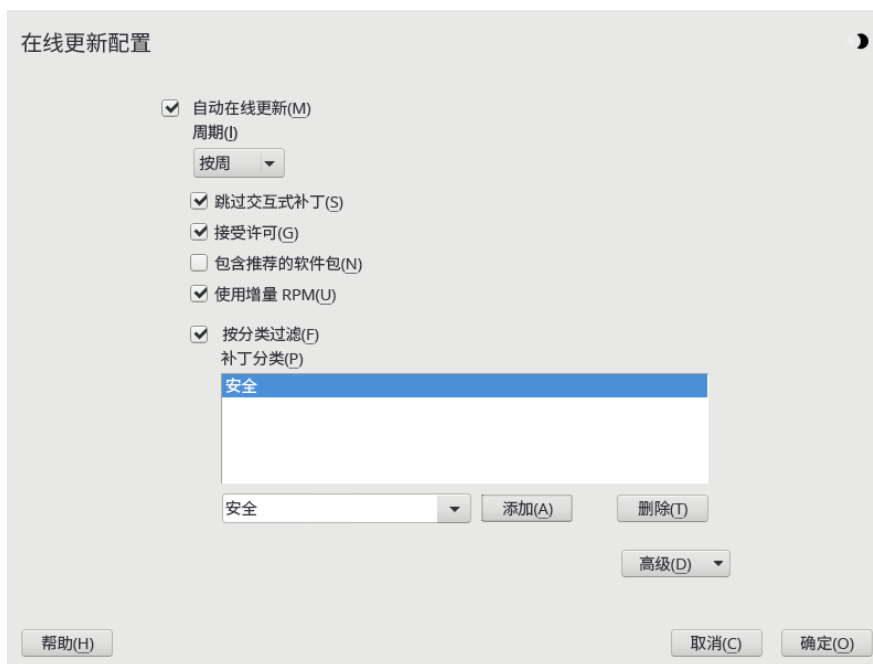 在线更新配置
自动在线更新(M)
周期(I)
按周
跳过交互式补丁(S)
接受许可(G)
包含推荐的软件包(N)
使用增量 RPM(U)
按分类过滤(F)
补丁分类(P)
安全
安全 添加(A) 删除(T)
高级(D)
帮助(H) 取消(C) 确定(O)